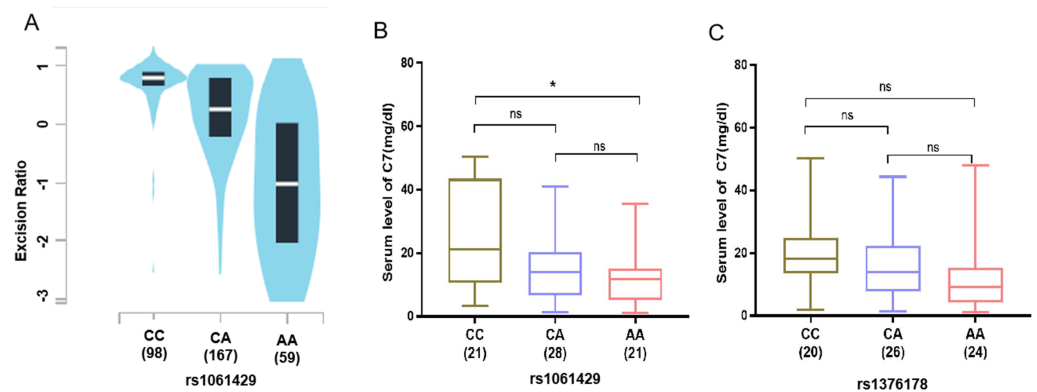 A
Excision Ratio
1
0
-1
-2
-3
CC
(98)
CA
(167)
AA
(59)
rs1061429
B
Serum level of C7(mg/dl)
80
60
40
20
0
*
ns
ns
CC
(21)
CA
(28)
AA
(21)
rs1061429
C
Serum level of C7(mg/dl)
80
60
40
20
0
ns
ns
ns
CC
(20)
CA
(26)
AA
(24)
rs1376178